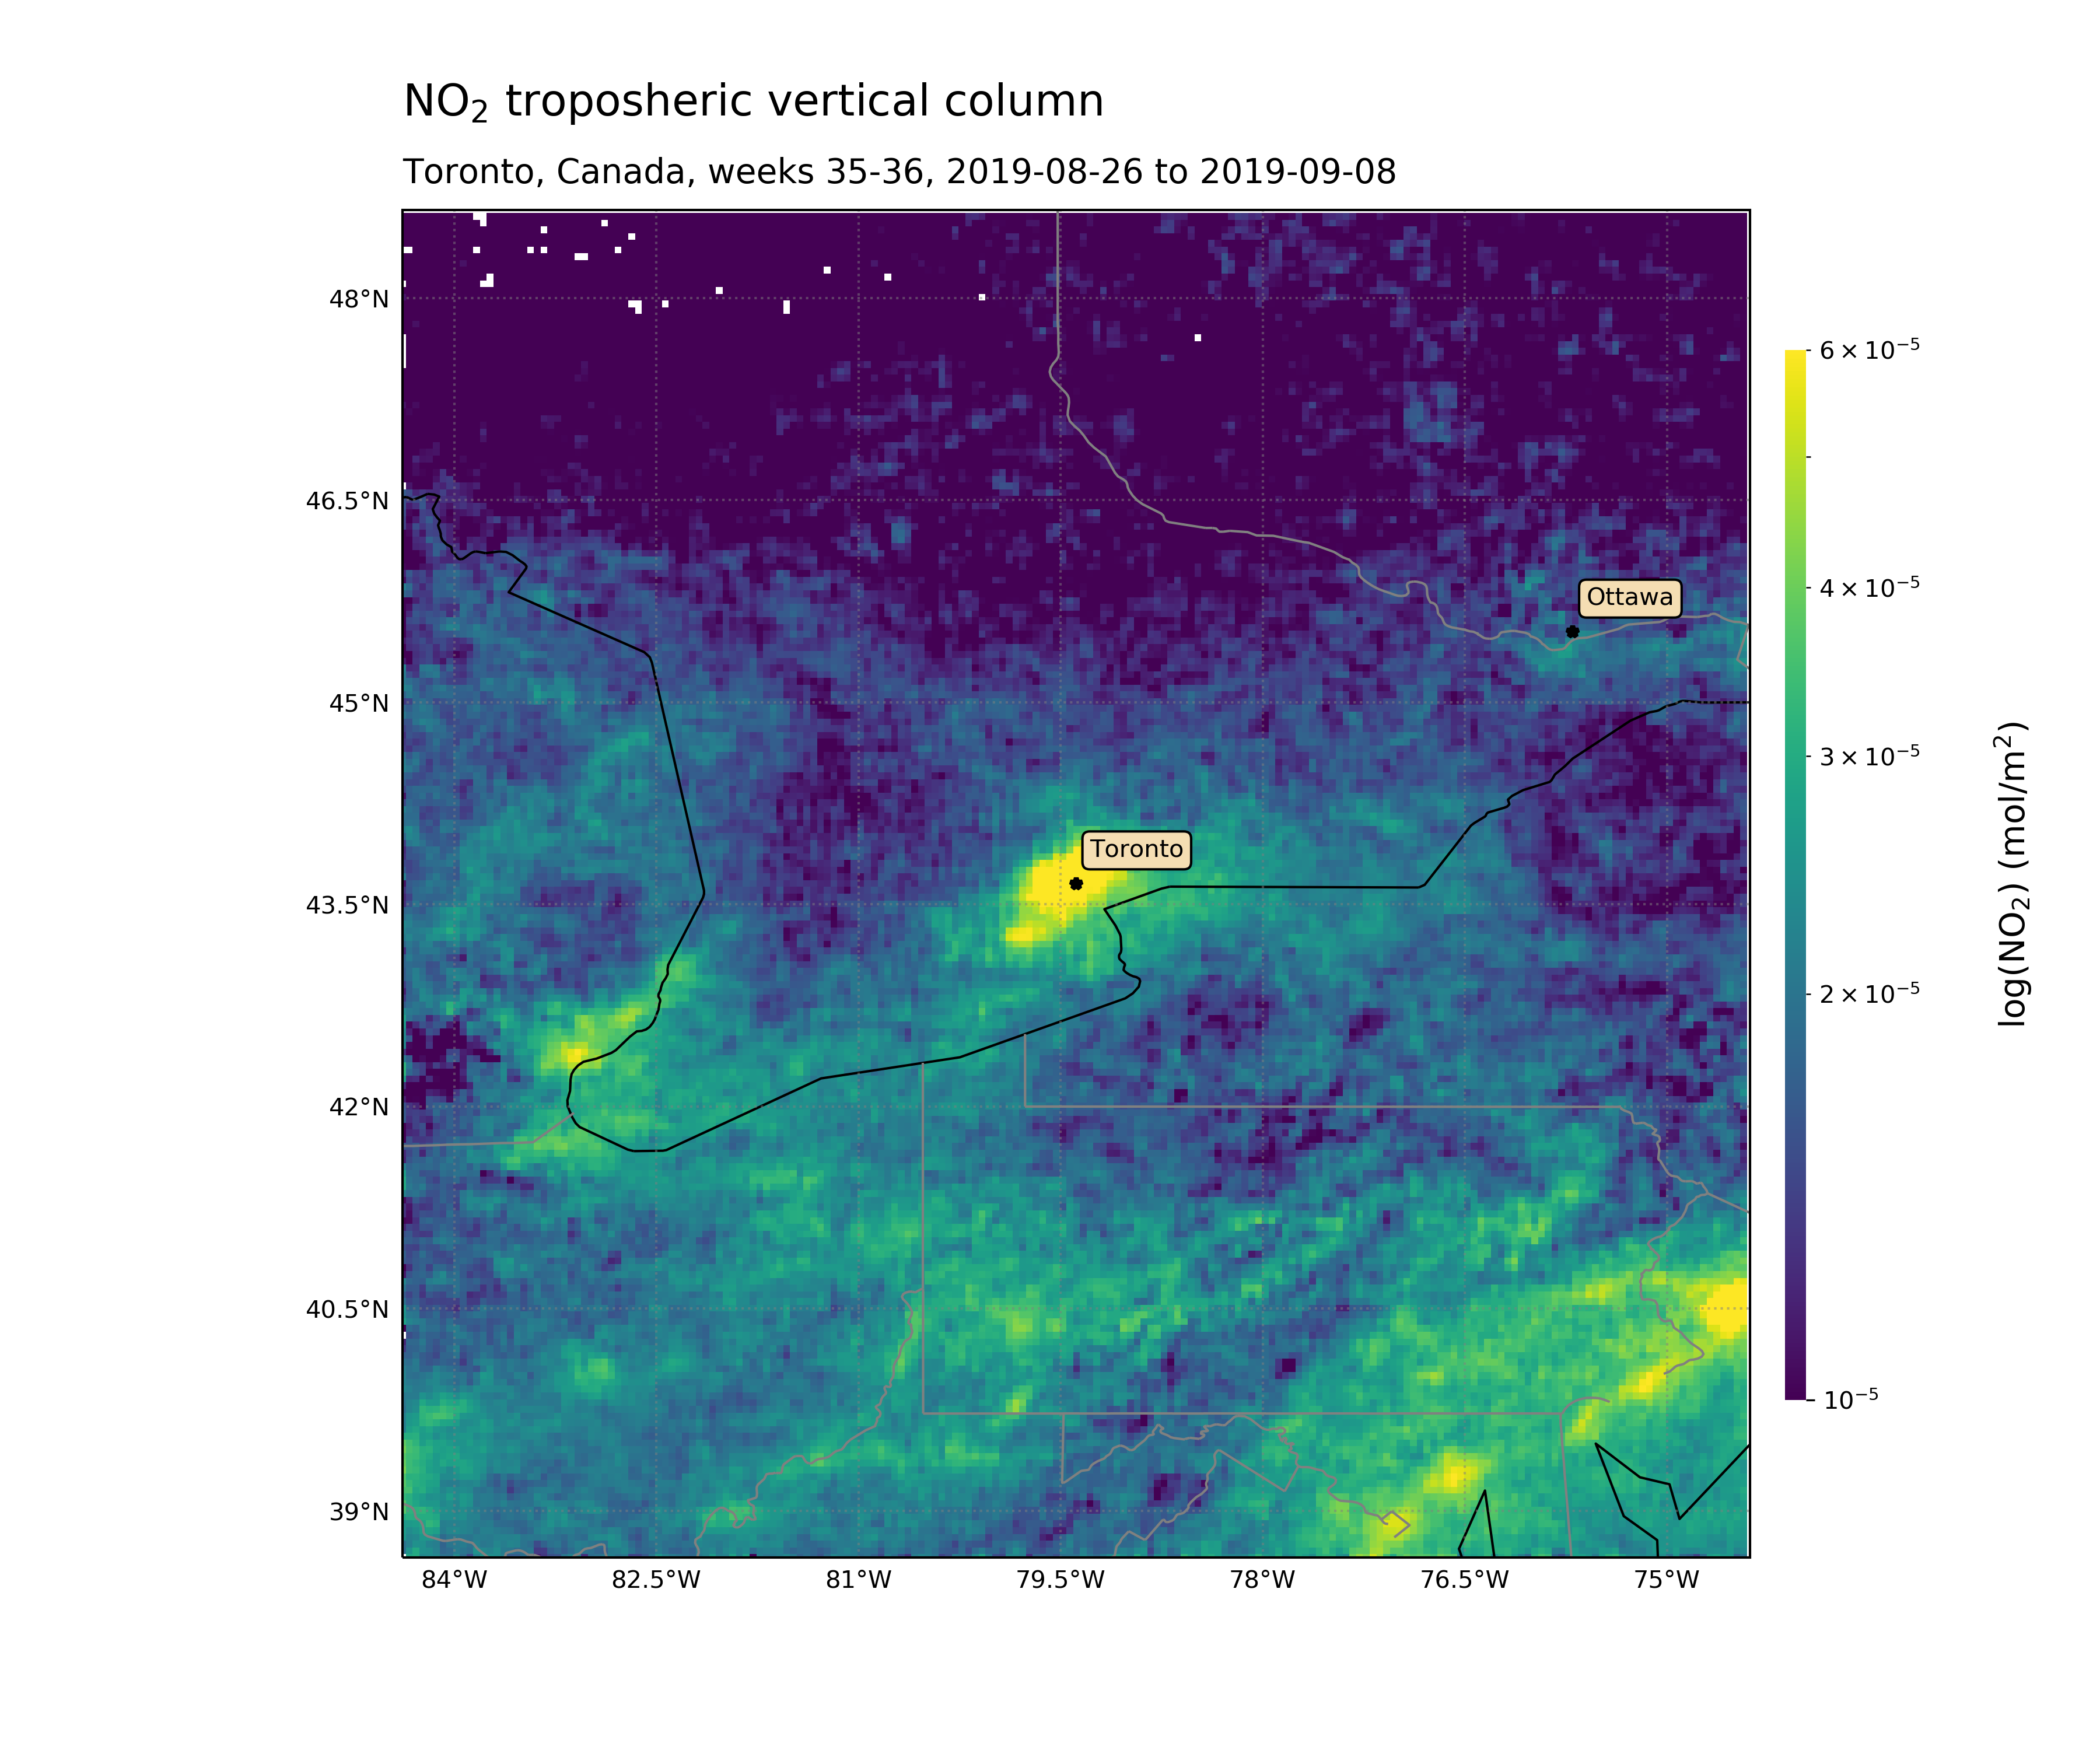 NO₂ troposheric vertical column
Toronto, Canada, weeks 35-36, 2019-08-26 to 2019-09-08
48°N
46.5°N
45°N
43.5°N
42°N
40.5°N
39°N
84°W
82.5°W
81°W
79.5°W
78°W
76.5°W
75°W
Ottawa
Toronto
6 × 10⁻⁵
4 × 10⁻⁵
3 × 10⁻⁵
2 × 10⁻⁵
10⁻⁵
log(NO₂) (mol/m²)